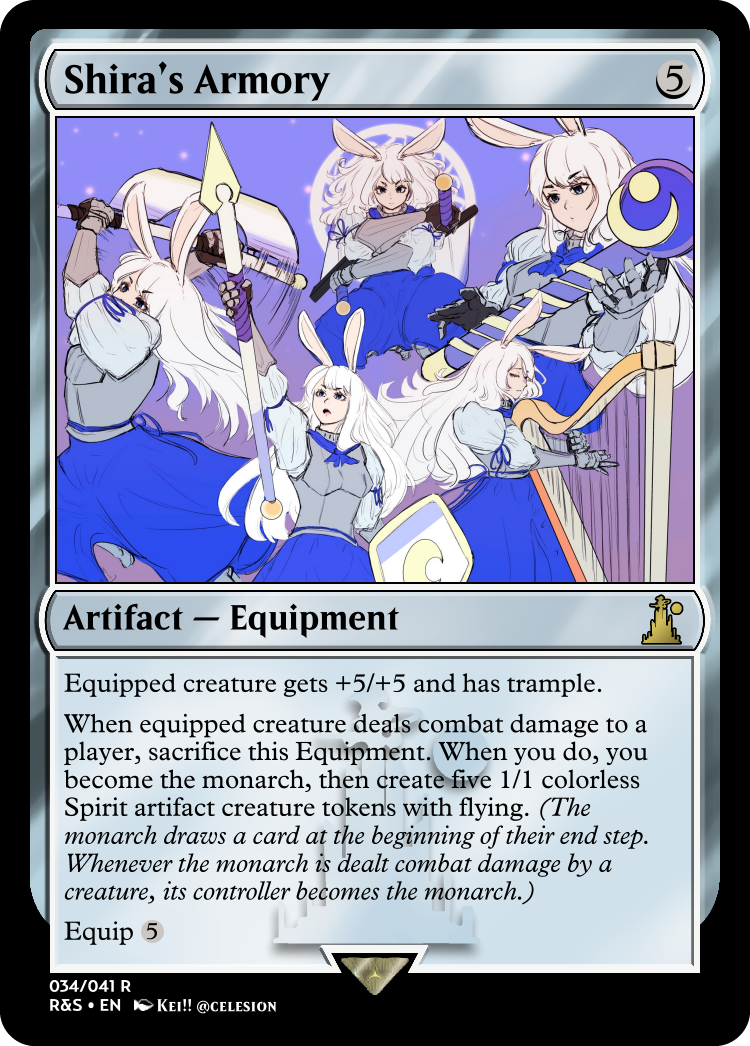 Shira's Armory 5
Artifact — Equipment
Equipped creature gets +5/+5 and has trample.
When equipped creature deals combat damage to a
player, sacrifice this Equipment. When you do, you
become the monarch, then create five 1/1 colorless
Spirit artifact creature tokens with flying. (The
monarch draws a card at the beginning of their end step.
Whenever the monarch is dealt combat damage by a
creature, its controller becomes the monarch.)
Equip 5
034/041 R
R&S • EN Kei!! @celesion